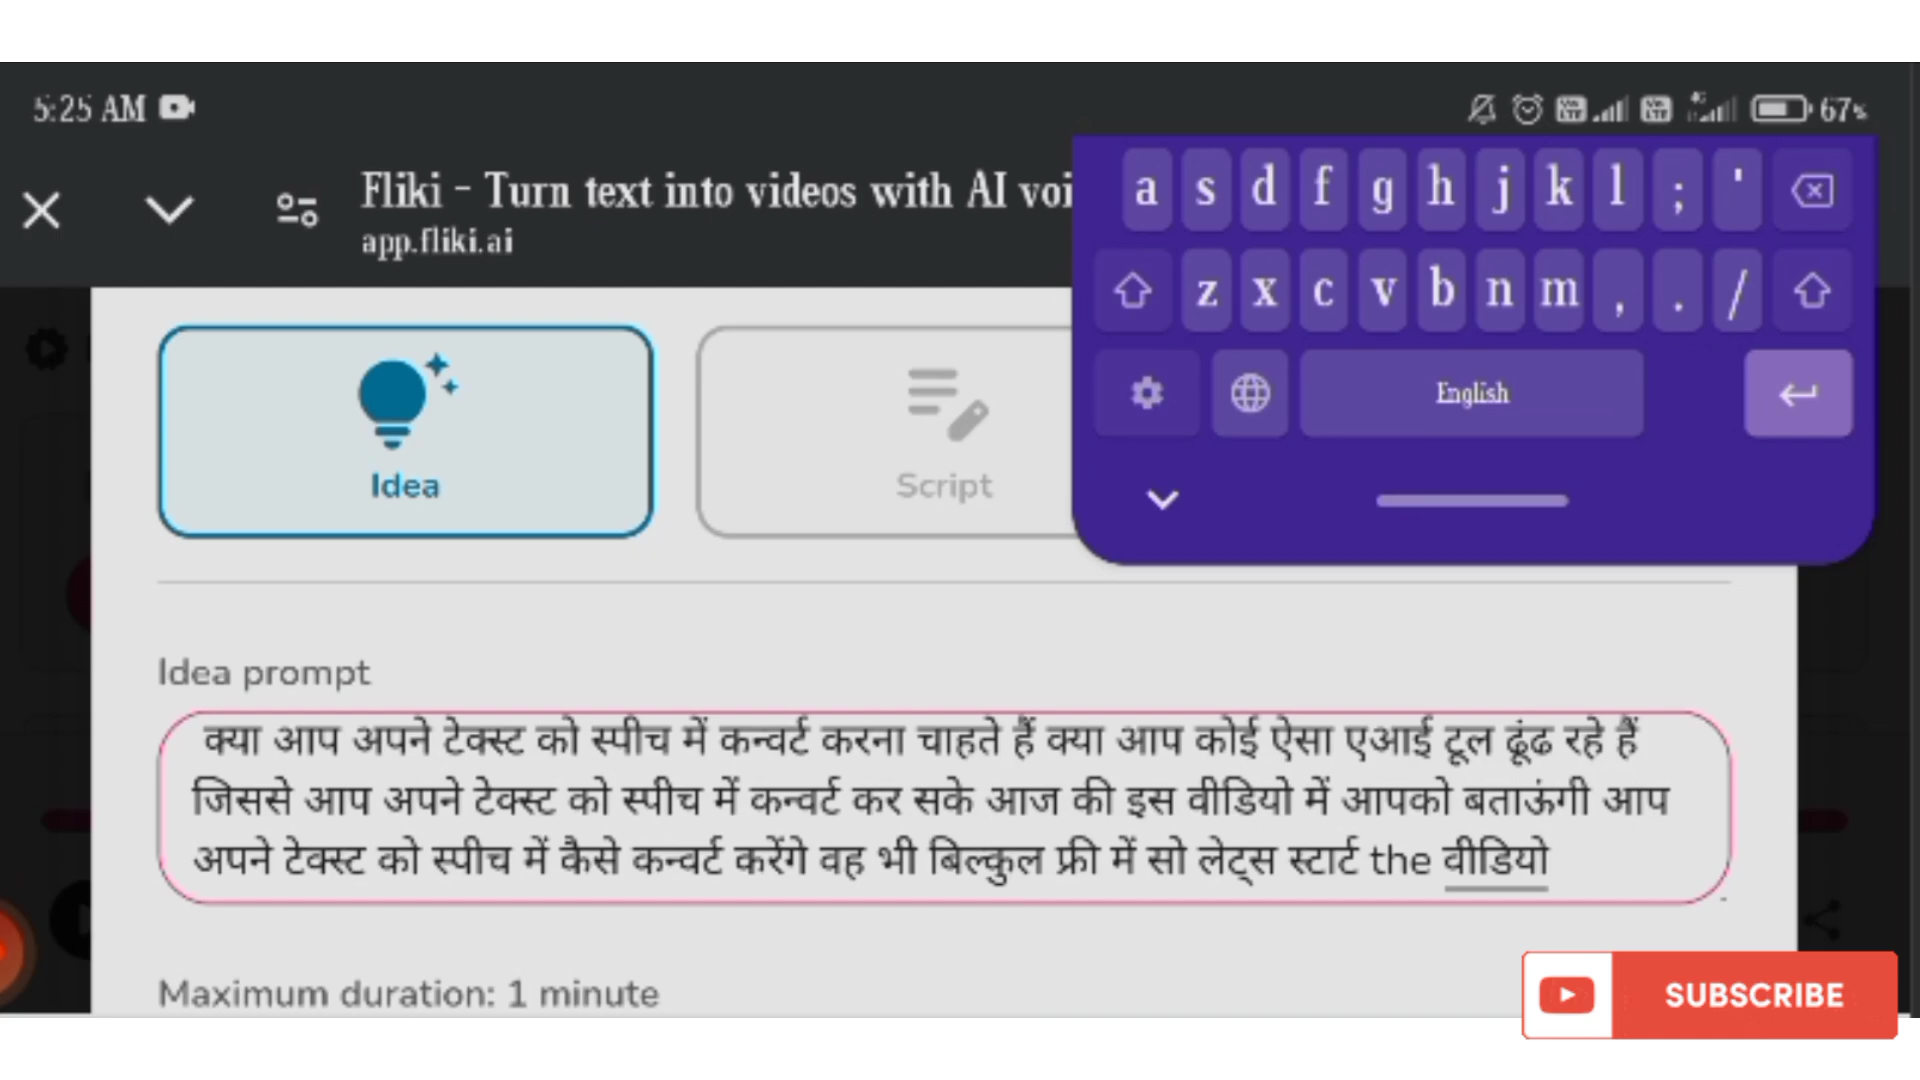 5:25 AM
67%
Fliki - Turn text into videos with AI voi
app.fliki.ai
a s d f g h j k l ; '
z x c v b n m , . /
English
Idea
Script
Idea prompt
क्या आप अपने टेक्स्ट को स्पीच में कन्वर्ट करना चाहते हैं क्या आप कोई ऐसा एआई टूल ढूंढ रहे हैं
जिससे आप अपने टेक्स्ट को स्पीच में कन्वर्ट कर सके आज की इस वीडियो में आपको बताऊंगी आप
अपने टेक्स्ट को स्पीच में कैसे कन्वर्ट करेंगे वह भी बिल्कुल फ्री में सो लेट्स स्टार्ट the वीडियो
Maximum duration: 1 minute
SUBSCRIBE